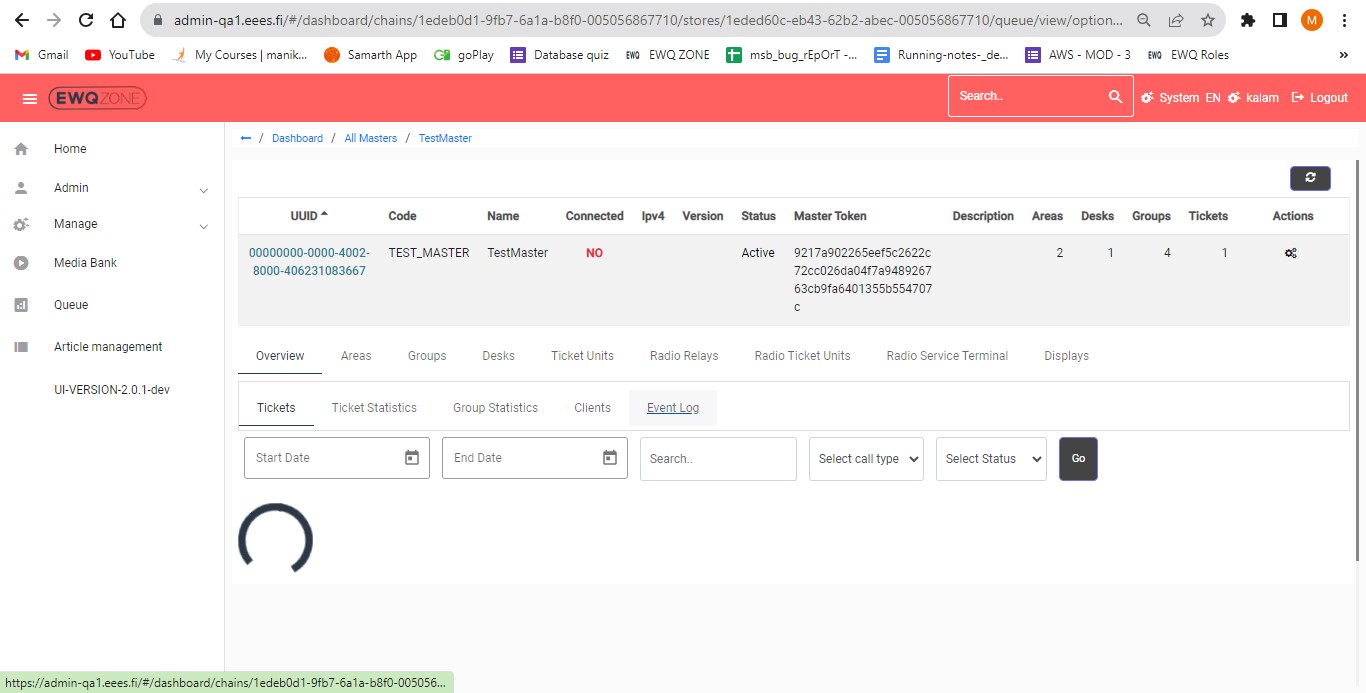 admin-qa1.eees.fi/#/dashboard/chains/1edeb0d1-9fb7-6a1a-b8f0-005056867710/stores/1eded60c-eb43-62b2-abec-005056867710/queue/view/option...
M
Gmail YouTube My Courses | manik... Samarth App goPlay Database quiz EWQ EWQ ZONE msb_bug_rEpOrT -... Running-notes-_de... AWS - MOD - 3 EWQ EWQ Roles »
EWQZONE Search.. System EN kalam Logout
/ Dashboard / All Masters / TestMaster
Home
Admin
Manage
Media Bank
Queue
Article management
UI-VERSION-2.0.1-dev
UUID Code Name Connected Ipv4 Version Status Master Token Description Areas Desks Groups Tickets Actions
00000000-0000-4002- TEST_MASTER TestMaster NO Active 9217a902265eef5c2622c 2 1 4 1
8000-406231083667 72cc026da04f7a9489267
63cb9fa6401355b554707
c
Overview Areas Groups Desks Ticket Units Radio Relays Radio Ticket Units Radio Service Terminal Displays
Tickets Ticket Statistics Group Statistics Clients Event Log
Start Date End Date Search.. Select call type Select Status Go
https://admin-qa1.eees.fi/#/dashboard/chains/1edeb0d1-9fb7-6a1a-b8f0-005056...